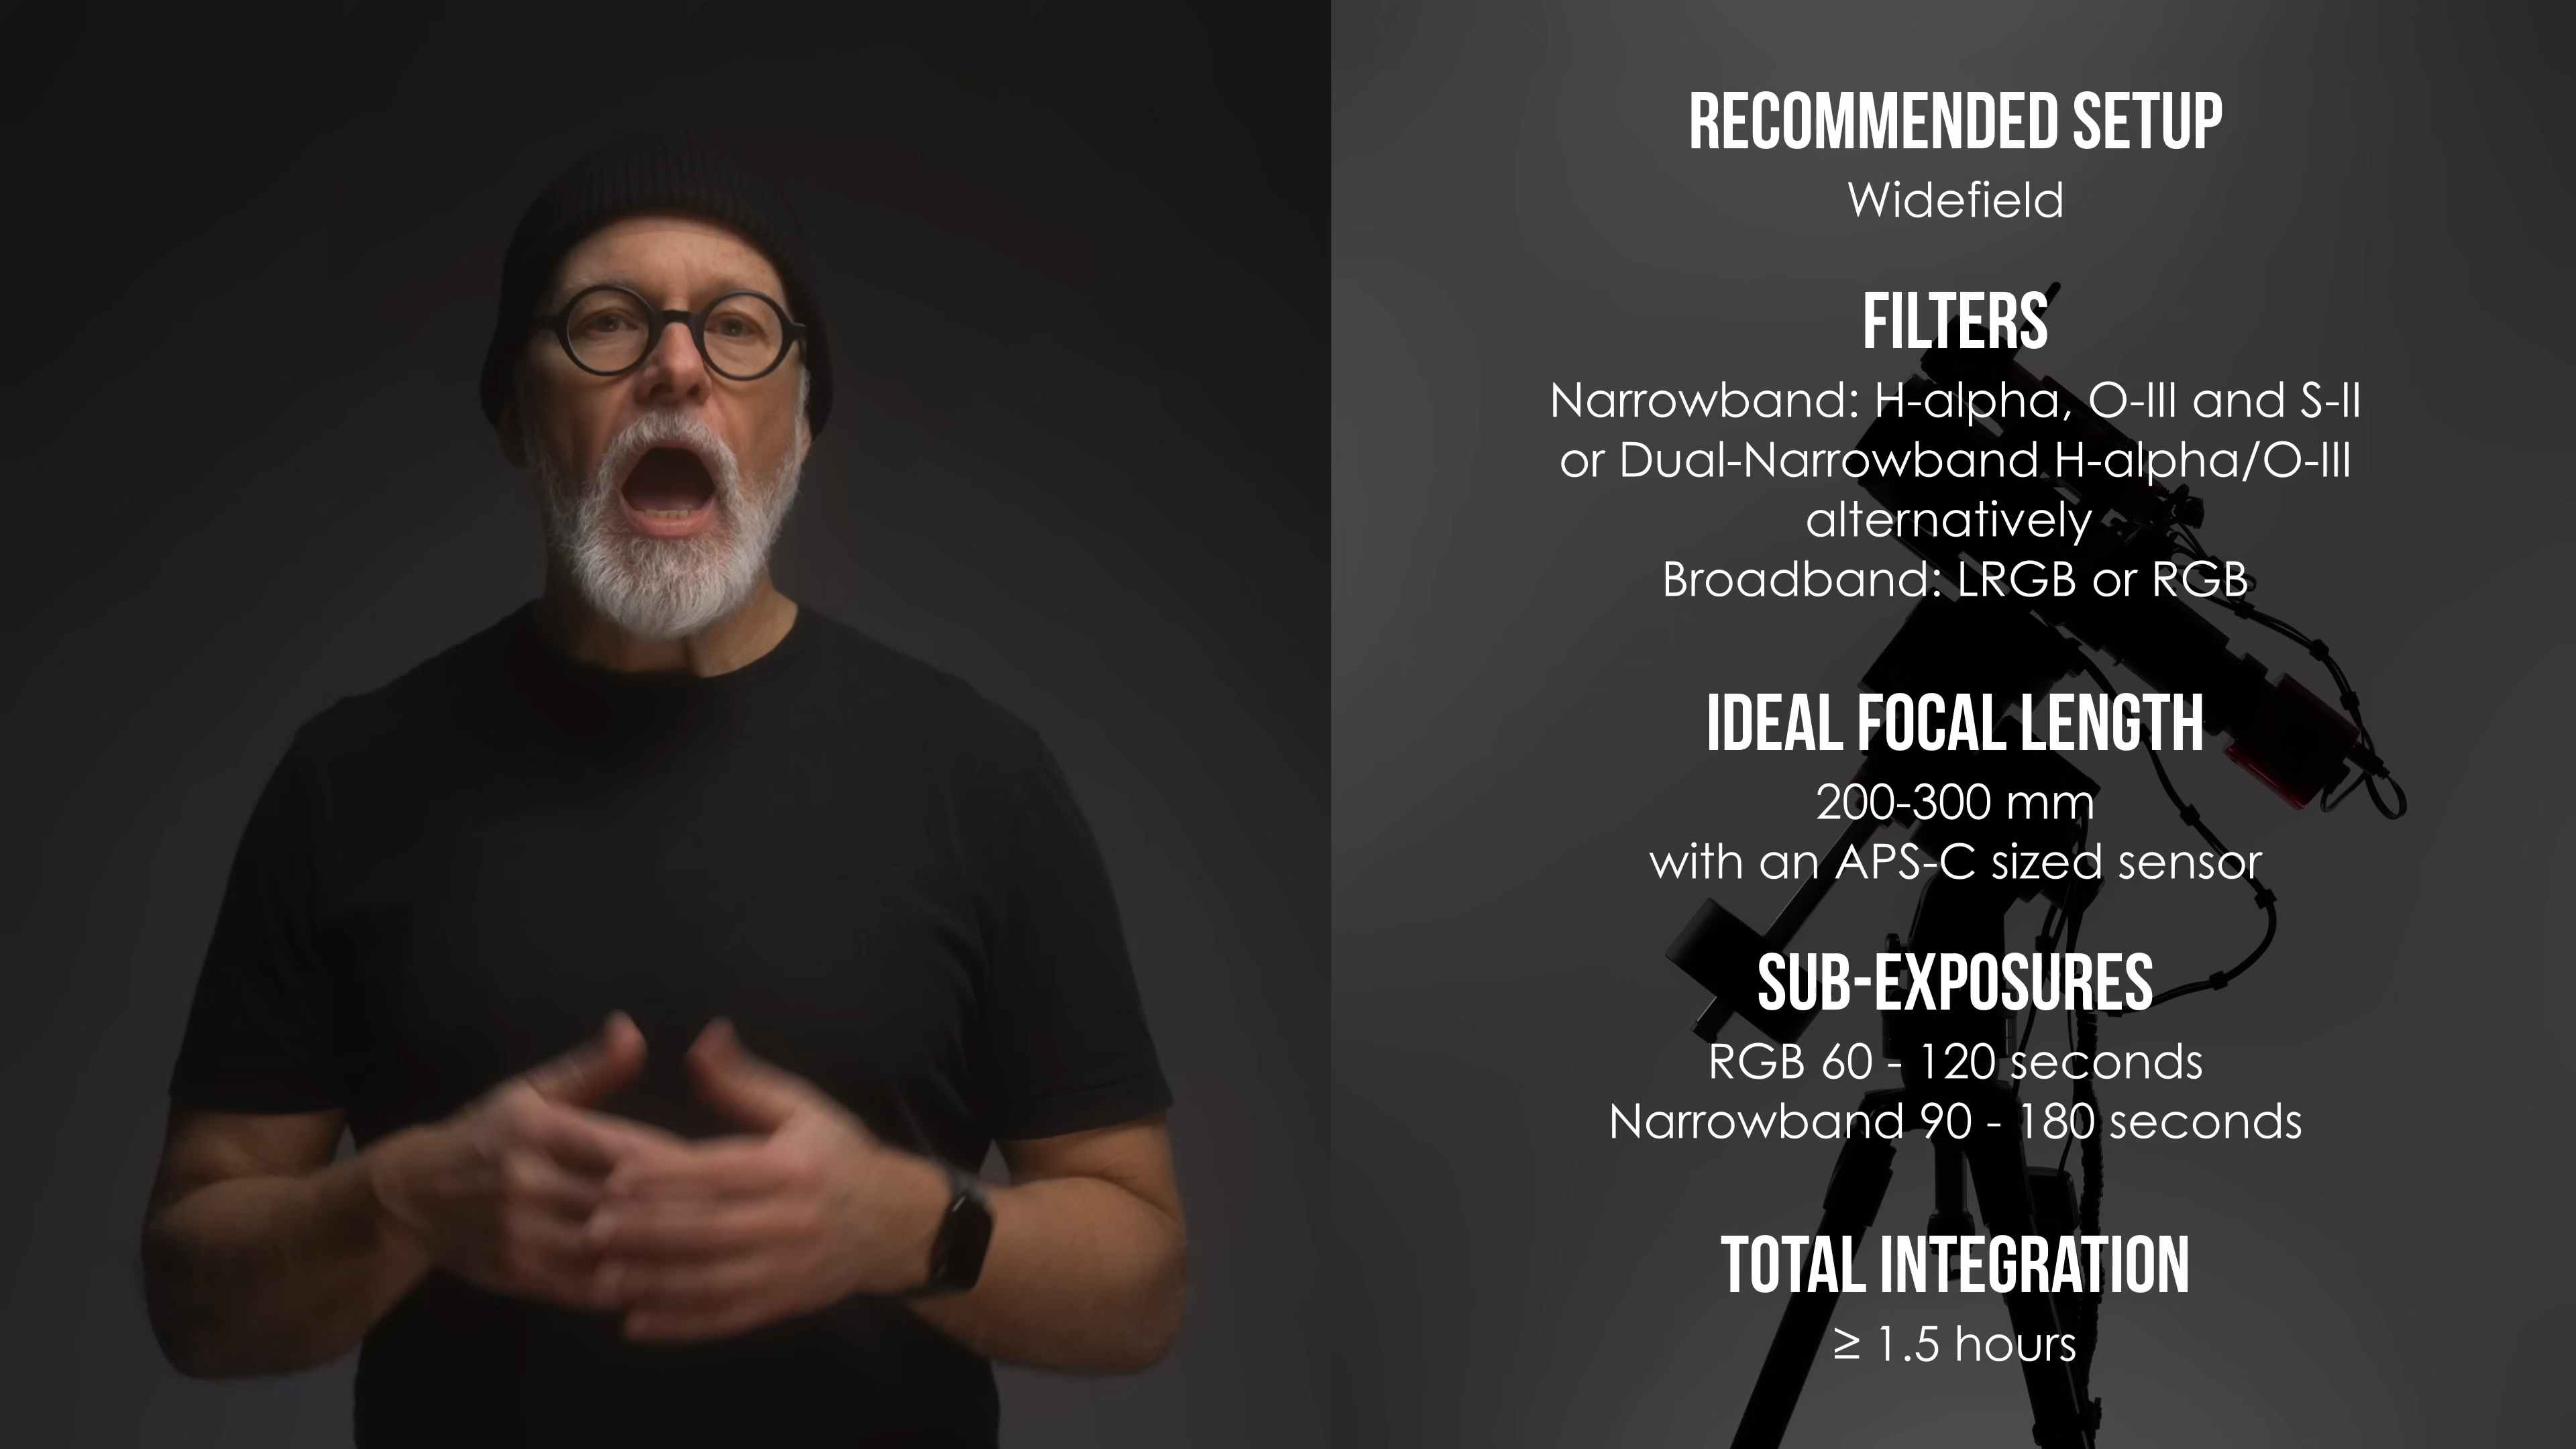 RECOMMENDED SETUP
Widefield
FILTERS
Narrowband: H-alpha, O-III and S-II
or Dual-Narrowband H-alpha/O-III
alternatively
Broadband: LRGB or RGB
IDEAL FOCAL LENGTH
200-300 mm
with an APS-C sized sensor
SUB-EXPOSURES
RGB 60 - 120 seconds
Narrowband 90 - 180 seconds
TOTAL INTEGRATION
≥ 1.5 hours